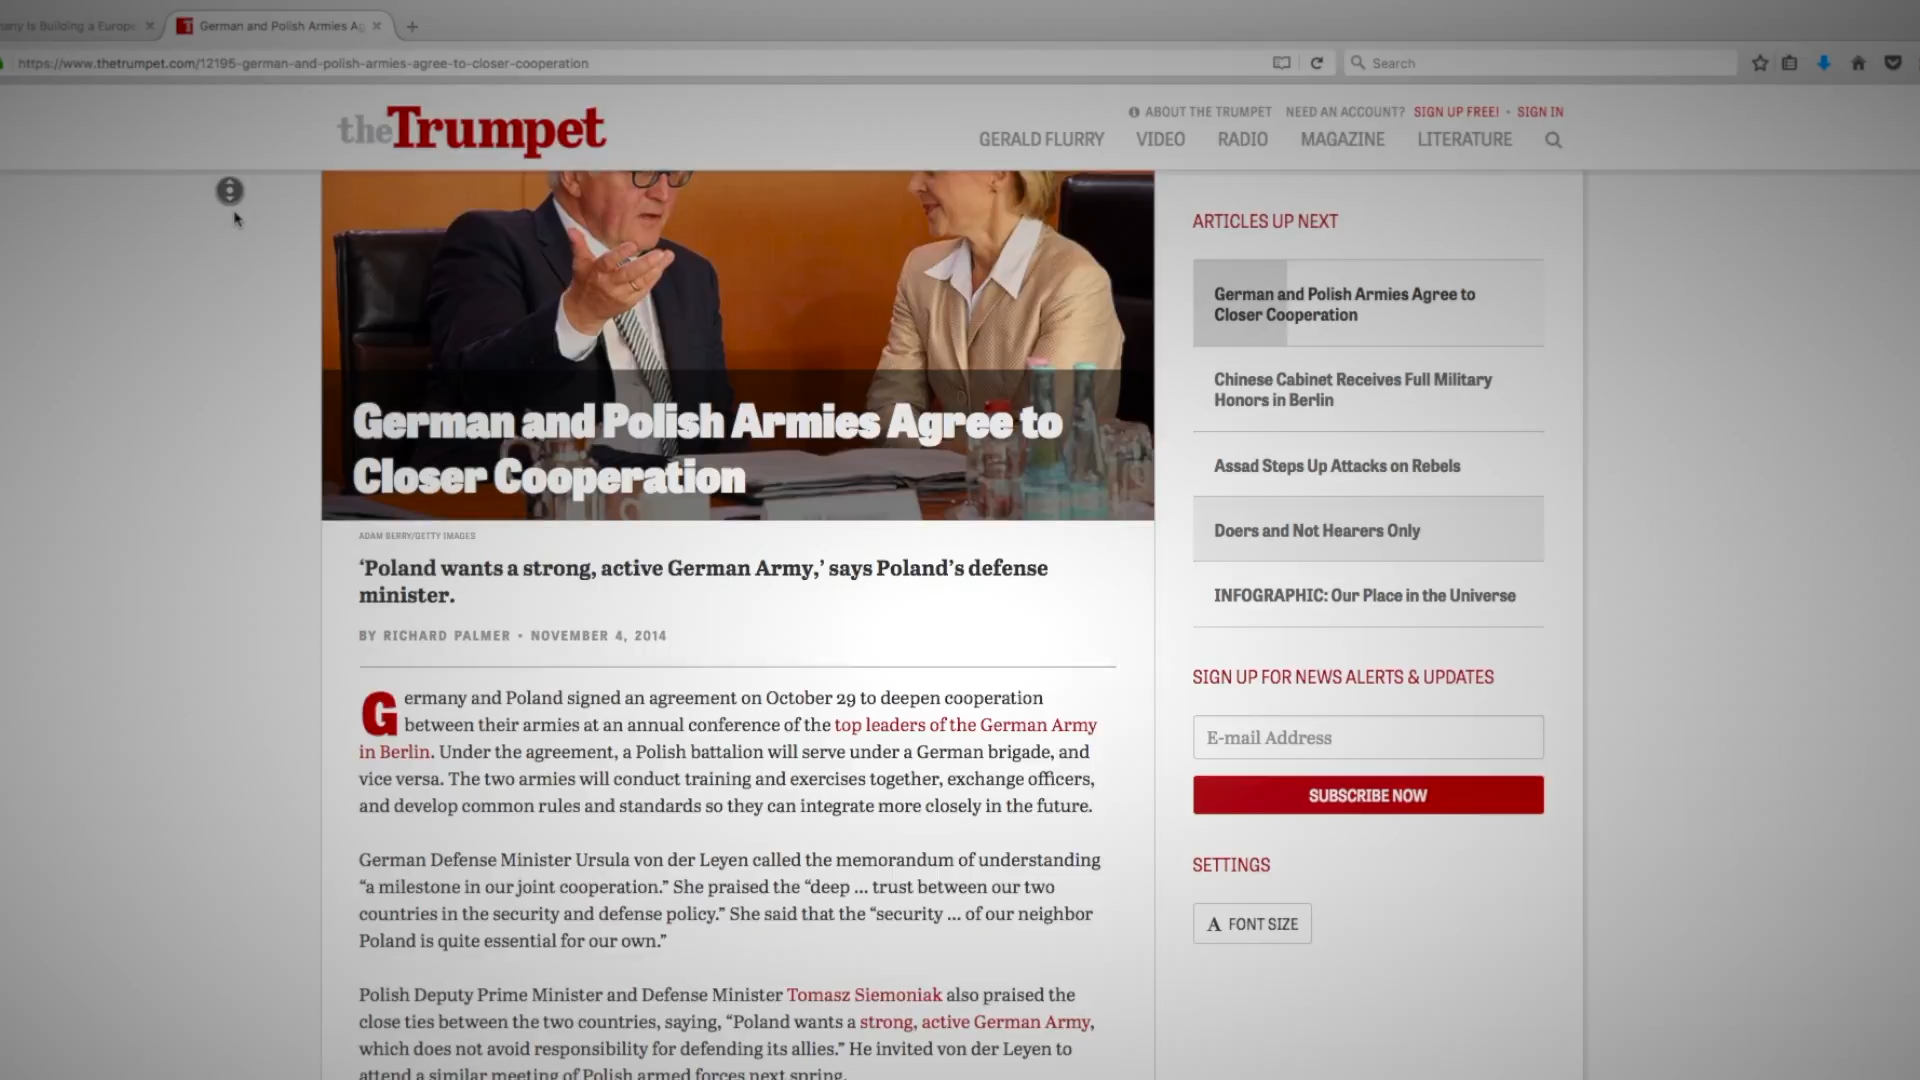 any Is Building a Europe
German and Polish Armies Ag
https://www.thetrumpet.com/12195-german-and-polish-armies-agree-to-closer-cooperation
Search
theTrumpet
ABOUT THE TRUMPET NEED AN ACCOUNT? SIGN UP FREE! • SIGN IN
GERALD FLURRY VIDEO RADIO MAGAZINE LITERATURE
German and Polish Armies Agree to
Closer Cooperation
ADAM BERRY/GETTY IMAGES
‘Poland wants a strong, active German Army,’ says Poland’s defense
minister.
BY RICHARD PALMER • NOVEMBER 4, 2014
Germany and Poland signed an agreement on October 29 to deepen cooperation
between their armies at an annual conference of the top leaders of the German Army
in Berlin. Under the agreement, a Polish battalion will serve under a German brigade, and
vice versa. The two armies will conduct training and exercises together, exchange officers,
and develop common rules and standards so they can integrate more closely in the future.
German Defense Minister Ursula von der Leyen called the memorandum of understanding
“a milestone in our joint cooperation.” She praised the “deep ... trust between our two
countries in the security and defense policy.” She said that the “security ... of our neighbor
Poland is quite essential for our own.”
Polish Deputy Prime Minister and Defense Minister Tomasz Siemoniak also praised the
close ties between the two countries, saying, “Poland wants a strong, active German Army,
which does not avoid responsibility for defending its allies.” He invited von der Leyen to
attend a similar meeting of Polish armed forces next spring.
ARTICLES UP NEXT
German and Polish Armies Agree to
Closer Cooperation
Chinese Cabinet Receives Full Military
Honors in Berlin
Assad Steps Up Attacks on Rebels
Doers and Not Hearers Only
INFOGRAPHIC: Our Place in the Universe
SIGN UP FOR NEWS ALERTS & UPDATES
E-mail Address
SUBSCRIBE NOW
SETTINGS
A FONT SIZE